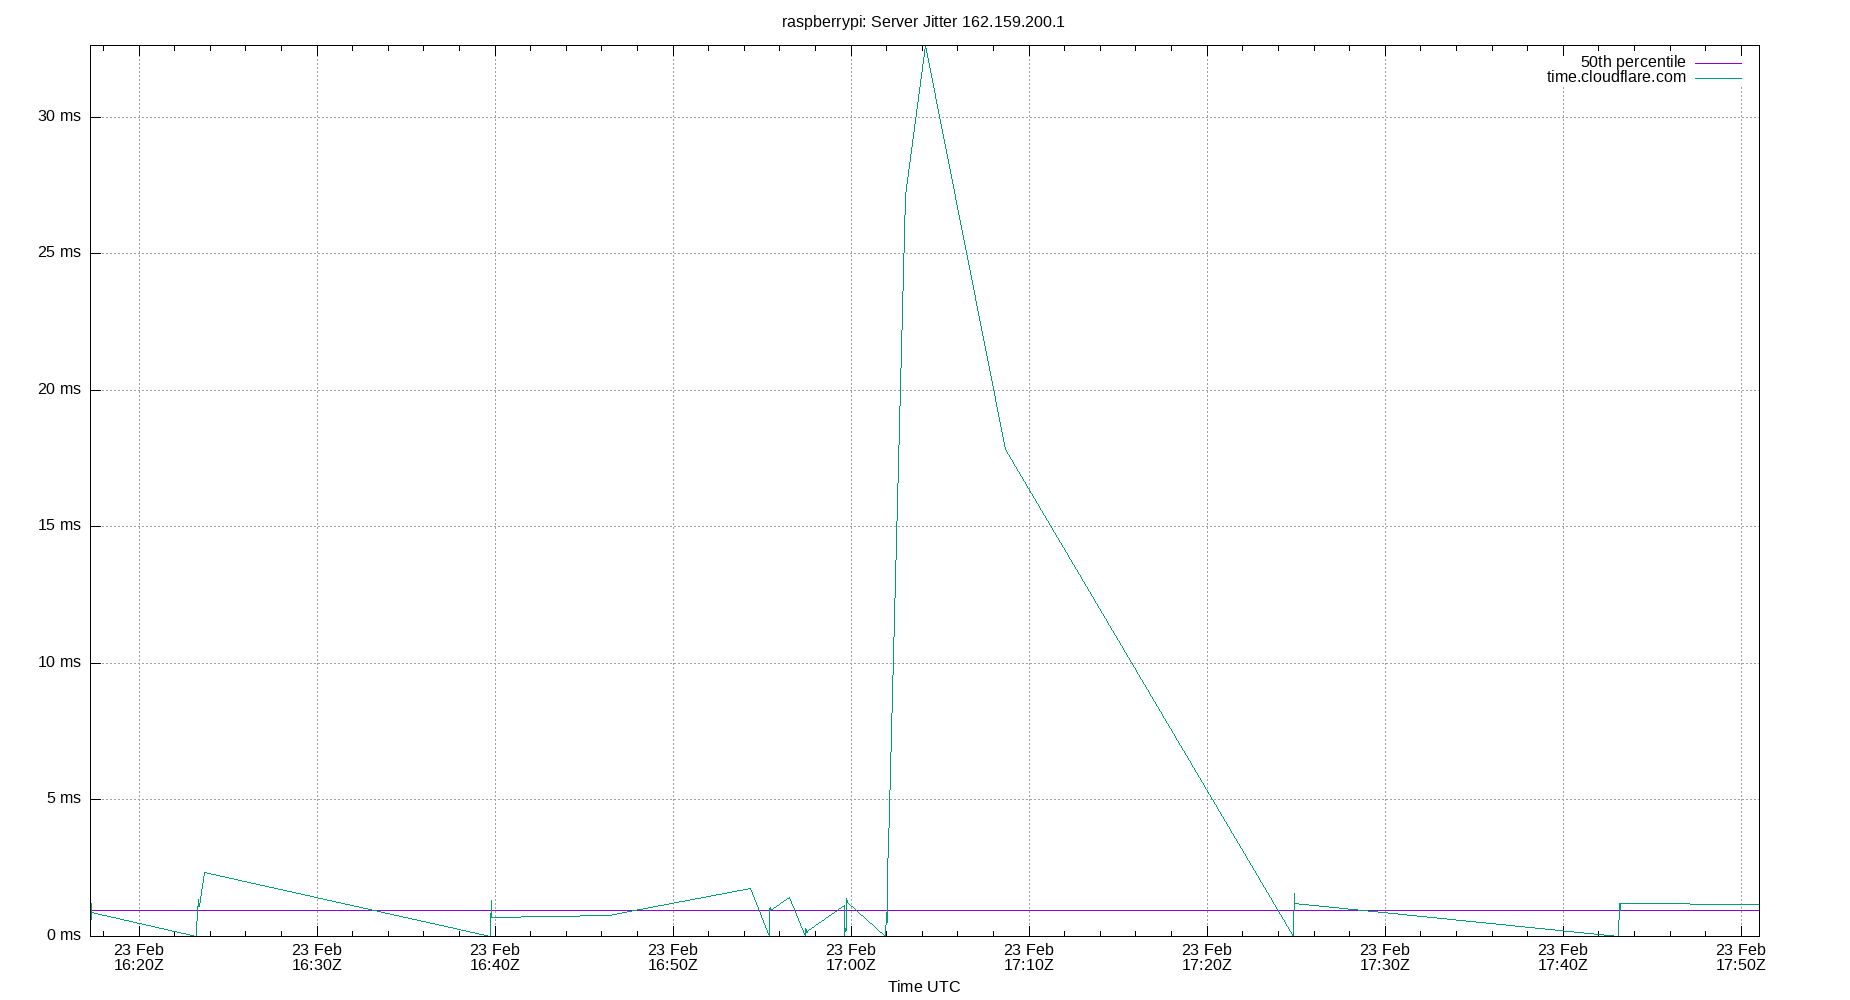 raspberrypi: Server Jitter 162.159.200.1
50th percentile
time.cloudflare.com
30 ms
25 ms
20 ms
15 ms
10 ms
5 ms
0 ms
23 Feb 23 Feb 23 Feb 23 Feb 23 Feb 23 Feb 23 Feb 23 Feb 23 Feb 23 Feb
16:20Z 16:30Z 16:40Z 16:50Z 17:00Z 17:10Z 17:20Z 17:30Z 17:40Z 17:50Z
Time UTC